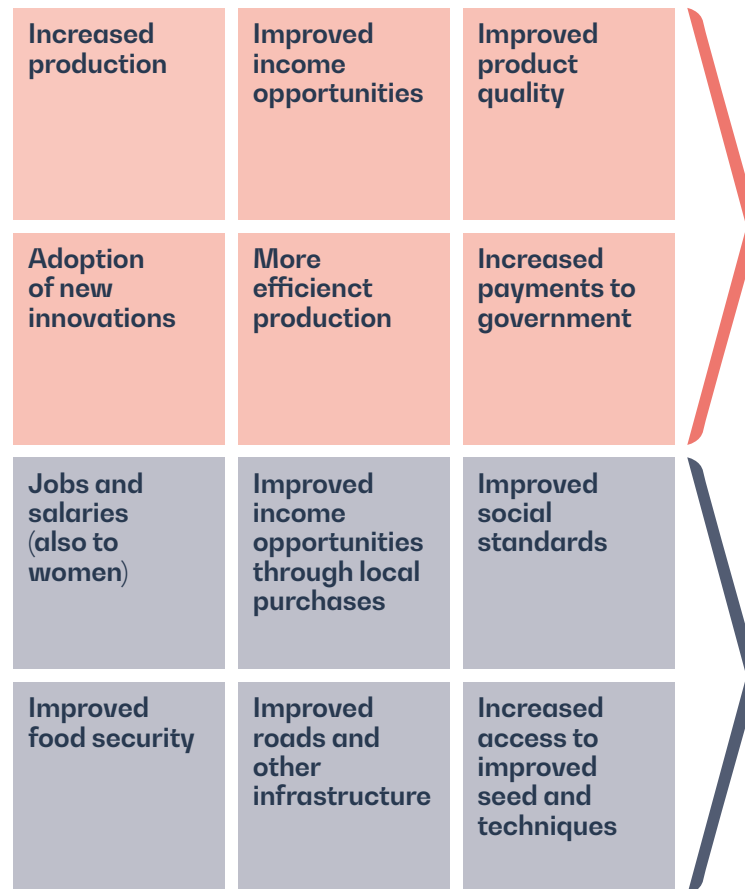 Increased
production
Improved
income
opportunities
Improved
product
quality
Adoption
of new
innovations
More
efficienct
production
Increased
payments to
government
Jobs and
salaries
(also to
women)
Improved
income
opportunities
through local
purchases
Improved
social
standards
Improved
food security
Improved
roads and
other
infrastructure
Increased
access to
improved
seed and
techniques